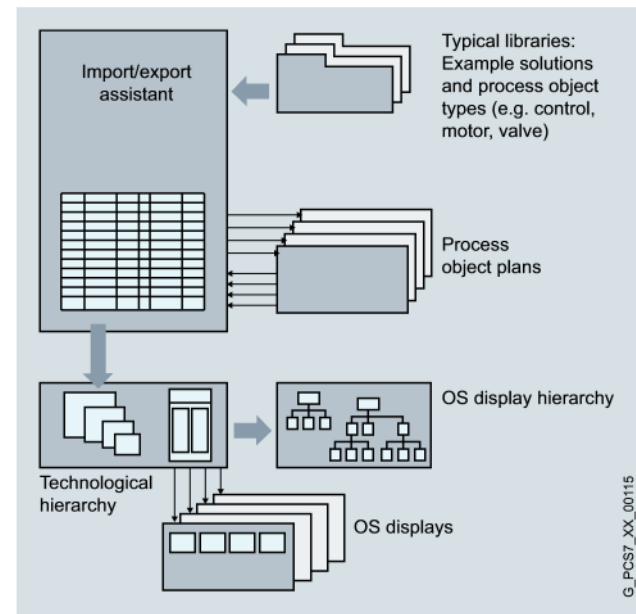 Import/export
assistant
Typical libraries:
Example solutions
and process object
types (e.g. control,
motor, valve)
Process
object plans
OS display hierarchy
Technological
hierarchy
OS displays
G_PCS7_XX_00115